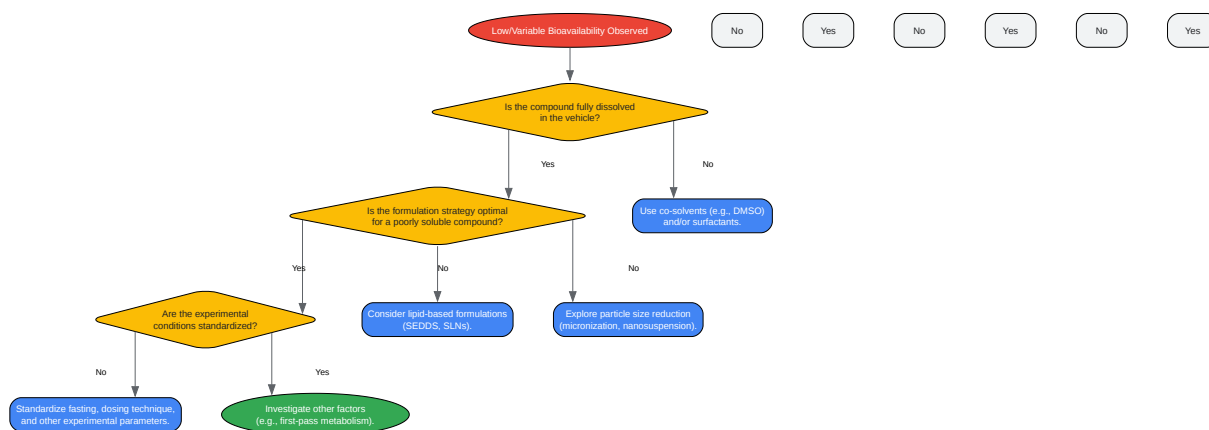 Low/Variable Bioavailability Observed
No
Yes
No
Yes
No
Yes
Is the compound fully dissolved
in the vehicle?
Yes
No
Is the formulation strategy optimal
for a poorly soluble compound?
Use co-solvents (e.g., DMSO)
and/or surfactants.
Yes
No
No
Are the experimental
conditions standardized?
Consider lipid-based formulations
(SEDDS, SLNs).
Explore particle size reduction
(micronization, nanosuspension).
No
Yes
Standardize fasting, dosing technique,
and other experimental parameters.
Investigate other factors
(e.g., first-pass metabolism).